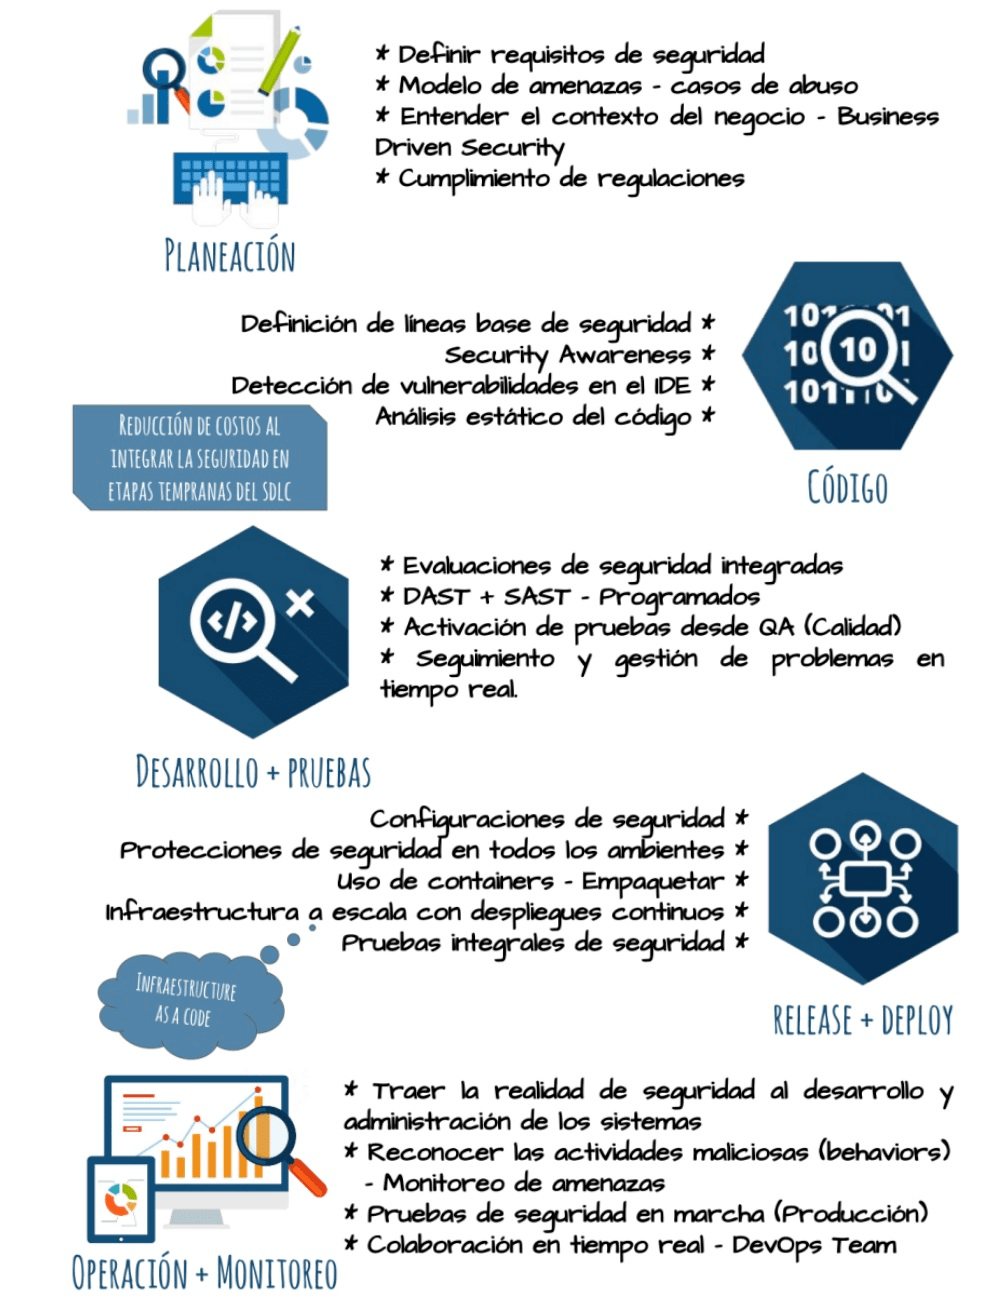 * Definir requisitos de seguridad
* Modelo de amenazas - casos de abuso
* Entender el contexto del negocio - Business
Driven Security
* Cumplimiento de regulaciones
PLANEACIÓN
Definición de líneas base de seguridad *
Security Awareness *
Detección de vulnerabilidades en el IDE *
Análisis estático del código *
101 01
10 10 1
10110
CÓDIGO
REDUCCIÓN DE COSTOS AL
INTEGRAR LA SEGURIDAD EN
ETAPAS TEMPRANAS DEL SDLC
</>
* Evaluaciones de seguridad integradas
* DAST + SAST - Programados
* Activación de pruebas desde QA (Calidad)
* Seguimiento y gestión de problemas en
tiempo real.
DESARROLLO + PRUEBAS
Configuraciones de seguridad *
Protecciones de seguridad en todos los ambientes *
Uso de containers - Empaquetar *
Infraestructura a escala con despliegues continuos *
Pruebas integrales de seguridad *
INFRAESTRUCTURE
AS A CODE
RELEASE + DEPLOY
* Traer la realidad de seguridad al desarrollo y
administración de los sistemas
* Reconocer las actividades maliciosas (behaviors)
- Monitoreo de amenazas
* Pruebas de seguridad en marcha (Producción)
* Colaboración en tiempo real - DevOps Team
OPERACIÓN + MONITOREO